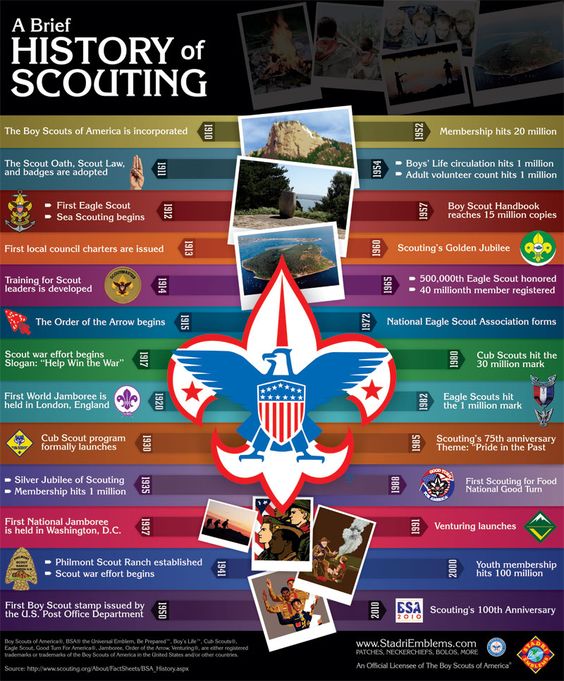 A Brief
HISTORY of
SCOUTING
The Boy Scouts of America is incorporated
1910
1952
Membership hits 20 million
The Scout Oath, Scout Law,
and badges are adopted
1911
1954
Boys' Life circulation hits 1 million
Adult volunteer count hits 1 million
First Eagle Scout
Sea Scouting begins
1912
1957
Boy Scout Handbook
reaches 15 million copies
First local council charters are issued
1913
1960
Scouting's Golden Jubilee
Training for Scout
leaders is developed
SCOUTMASTER
1914
1965
500,000th Eagle Scout honored
40 millionth member registered
The Order of the Arrow begins
1915
1972
National Eagle Scout Association forms
Scout war effort begins
Slogan: "Help Win the War"
1917
1980
Cub Scouts hit the
30 million mark
First World Jamboree is
held in London, England
1920
1982
Eagle Scouts hit
the 1 million mark
Cub Scout program
formally launches
1930
1985
Scouting's 75th anniversary
Theme: "Pride in the Past
Silver Jubilee of Scouting
Membership hits 1 million
1935
1988
First Scouting for Food
National Good Turn
First National Jamboree
is held in Washington, D.C.
1937
1991
Venturing launches
Philmont Scout Ranch established
Scout war effort begins
1941
2000
Youth membership
hits 100 million
First Boy Scout stamp issued by
the U.S. Post Office Department
1950
2010
BSA
2010
Scouting's 100th Anniversary
Boy Scouts of America®, BSA® the Universal Emblem, Be Prepared™, Boy's Life™, Cub Scouts®,
Eagle Scout, Good Turn For America®, Jamboree, Order of the Arrow, Venturing®, are either registered
trademarks or trademarks of the Boy Scouts of America in the United States and/or other countries.
Source: http://www.scouting.org/About/FactSheets/BSA_History.aspx
www.StadriEmblems.com
PATCHES, NECKERCHIEFS, BOLOS, MORE
An Official Licensee of The Boy Scouts of America®
STADRI
EMBLEMS